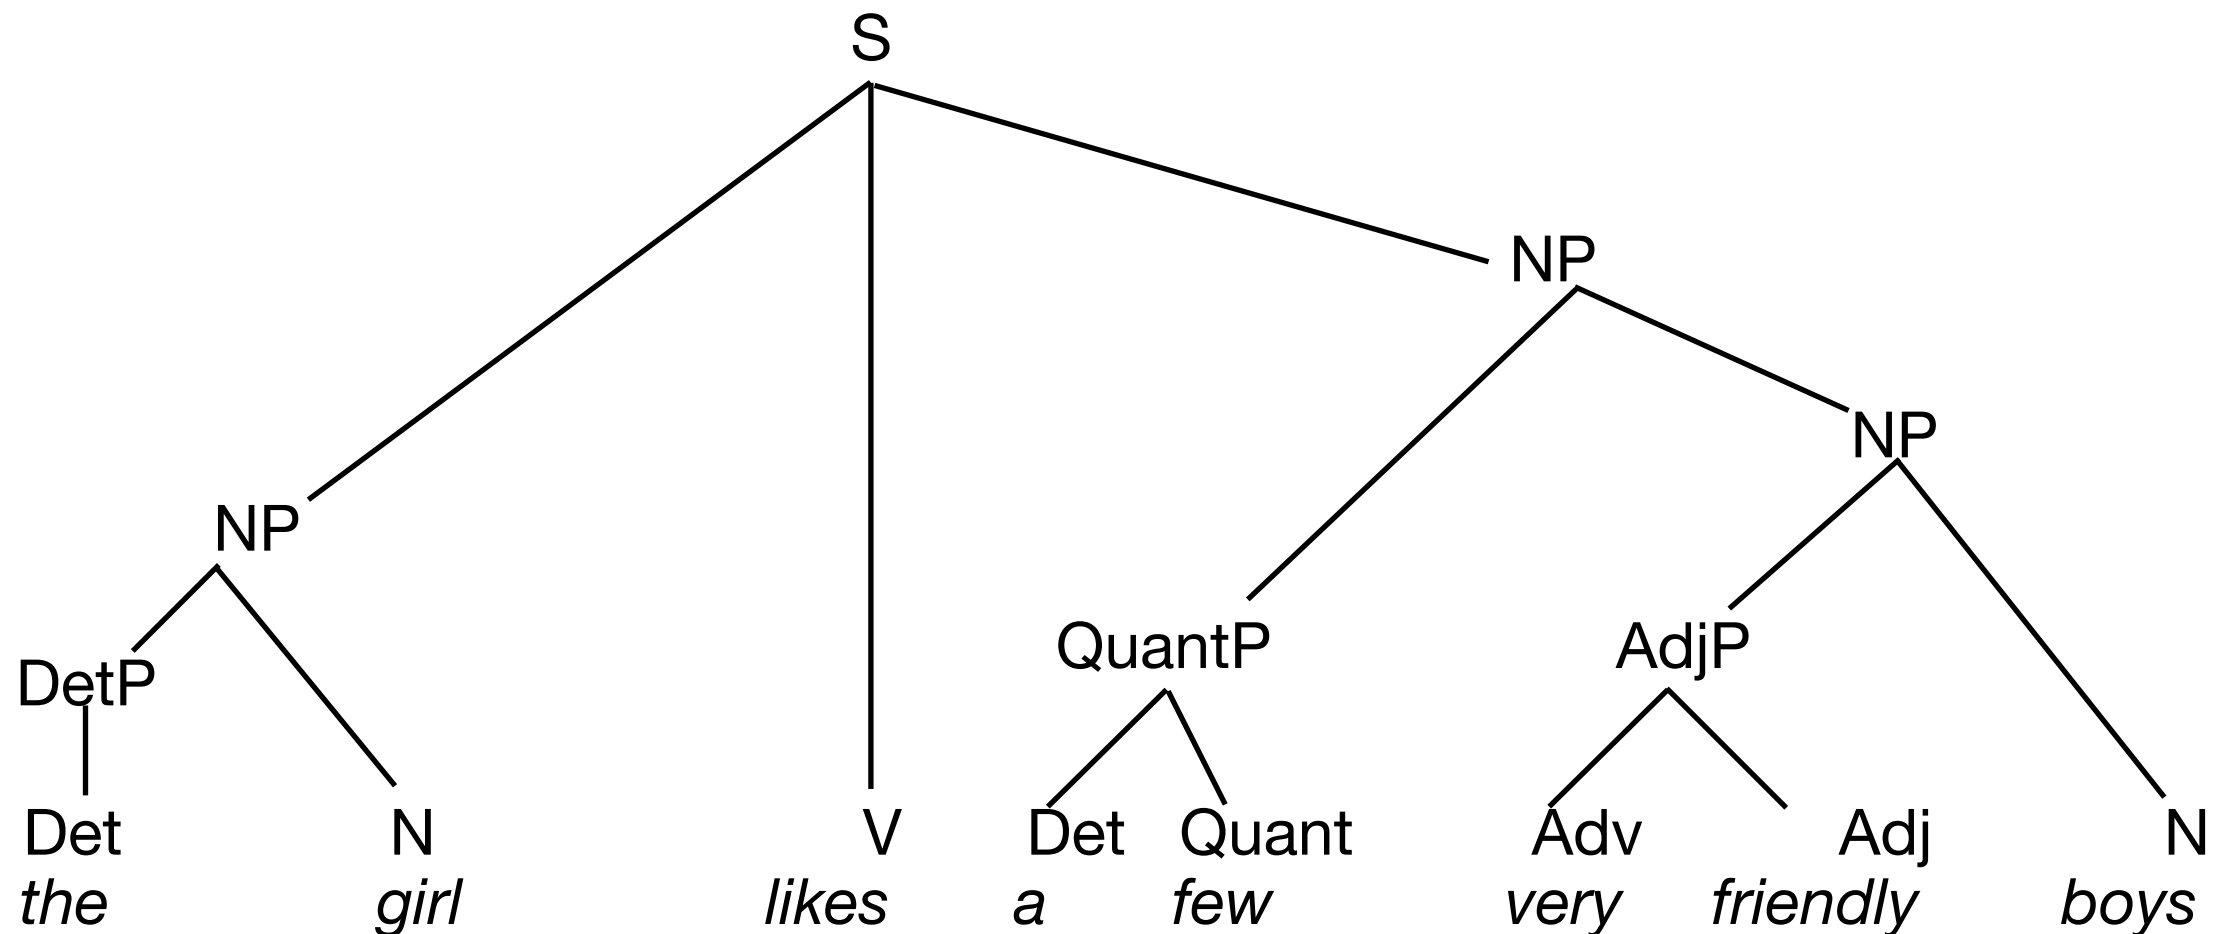 S
NP
NP
NP
QuantP AdjP
DetP
Det N V Det Quant Adv Adj N
the girl likes a few very friendly boys